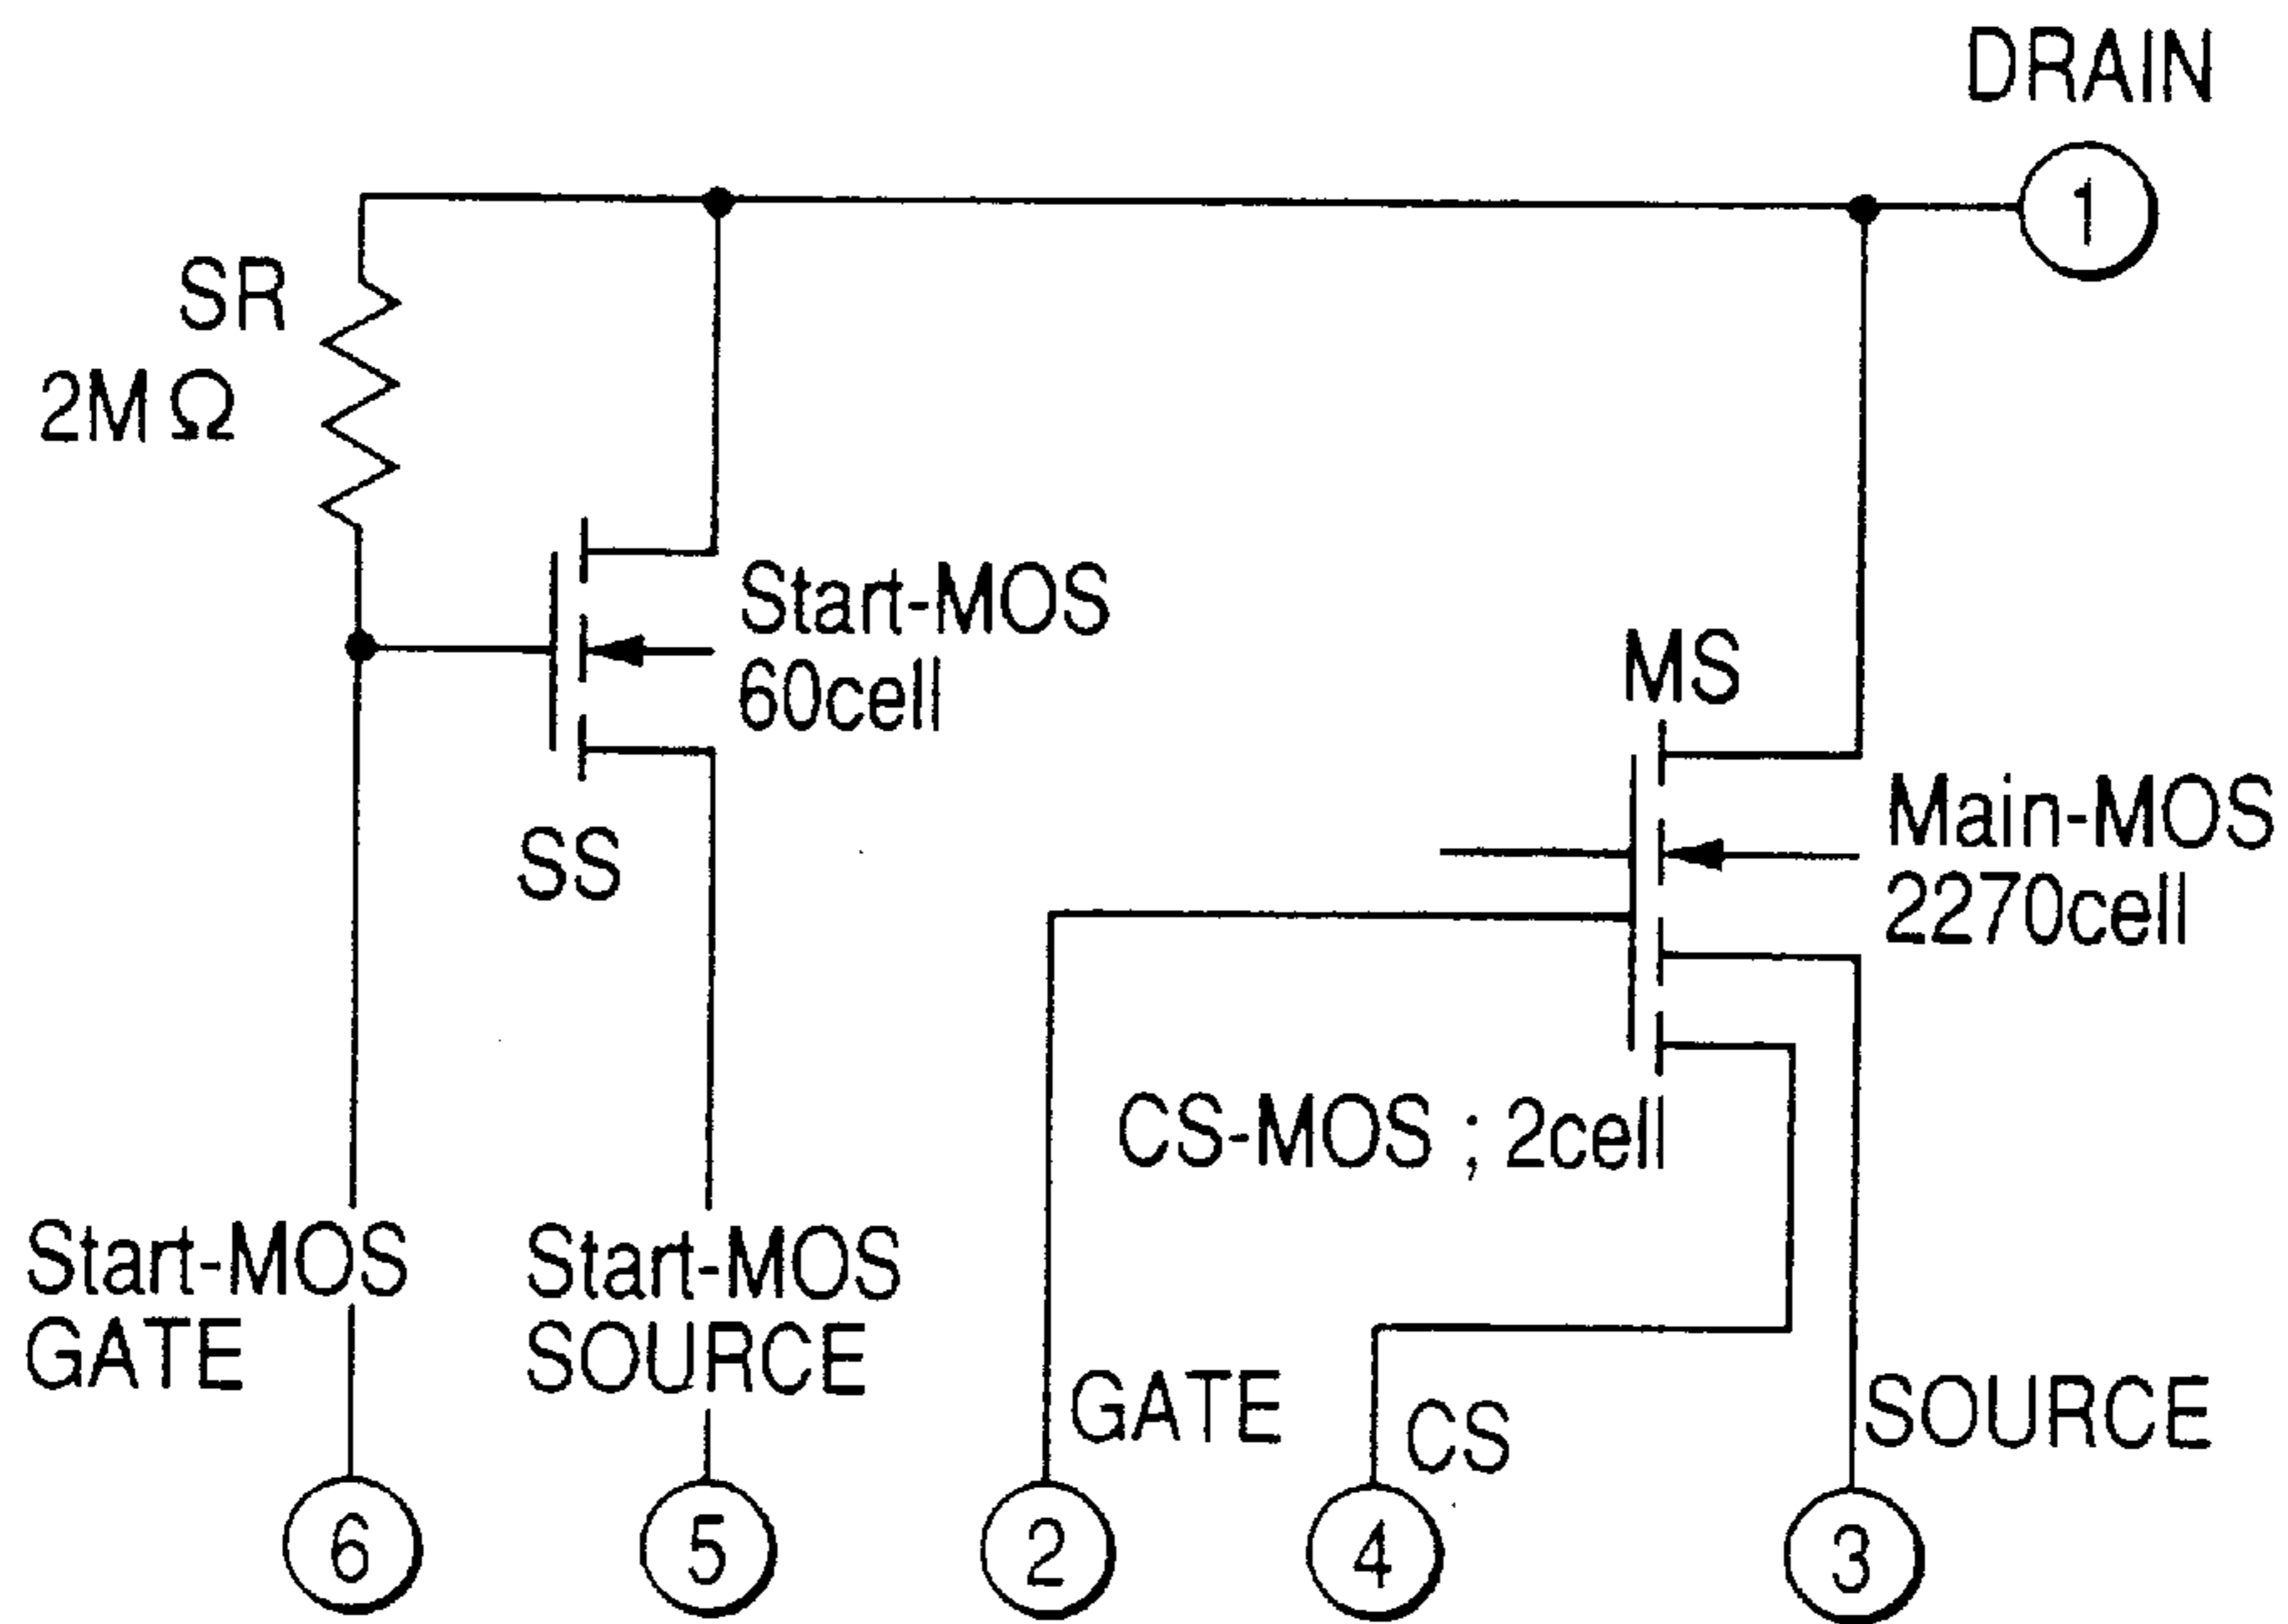 DRAIN
1
SR
2MΩ
Start-MOS
60cell
SS
MS
Main-MOS
2270cell
CS-MOS ; 2cell
Start-MOS
GATE
Start-MOS
SOURCE
GATE
CS
SOURCE
6
5
2
4
3